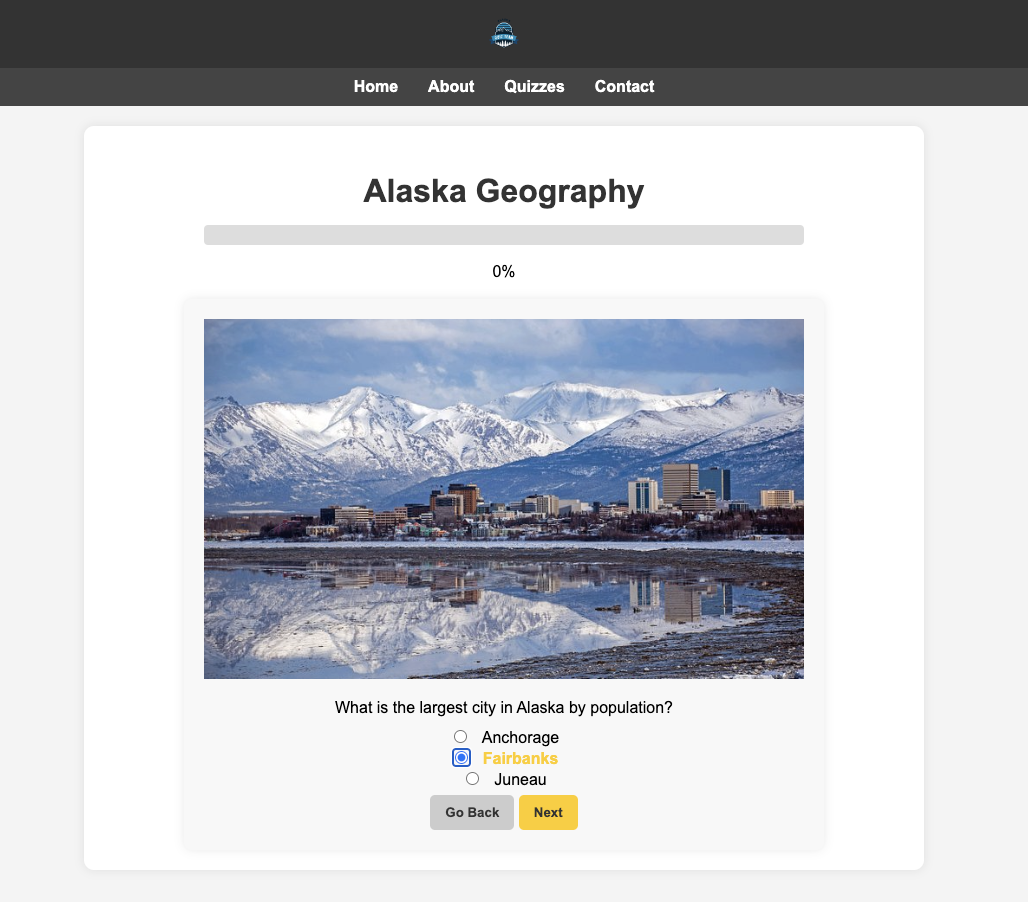 Home About Quizzes Contact
Alaska Geography
0%
What is the largest city in Alaska by population?
Anchorage
Fairbanks
Juneau
Go Back Next